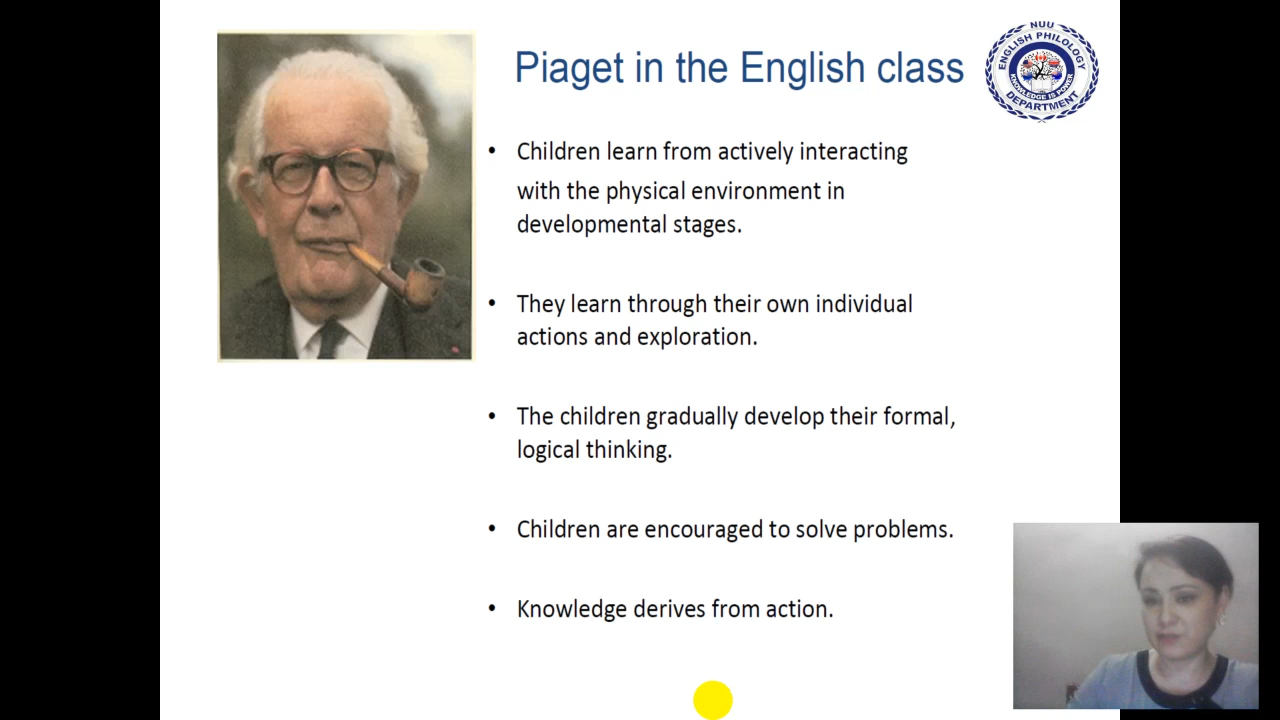 Piaget in the English class
NUU
ENGLISH PHILOLOGY
KNOWLEDGE IS POWER
DEPARTMENT
• Children learn from actively interacting
with the physical environment in
developmental stages.
• They learn through their own individual
actions and exploration.
• The children gradually develop their formal,
logical thinking.
• Children are encouraged to solve problems.
• Knowledge derives from action.